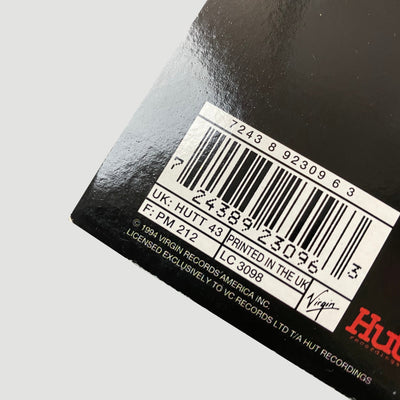 7243 8 92309 6 3
7 24389 23096 3
UK: HUTT 43
F: PM 212
PRINTED IN THE UK
LC 3098
Virgin
© 1994 VIRGIN RECORDS AMERICA INC.
LICENSED EXCLUSIVELY TO VC RECORDS LTD T/A HUT RECORDINGS
Hut